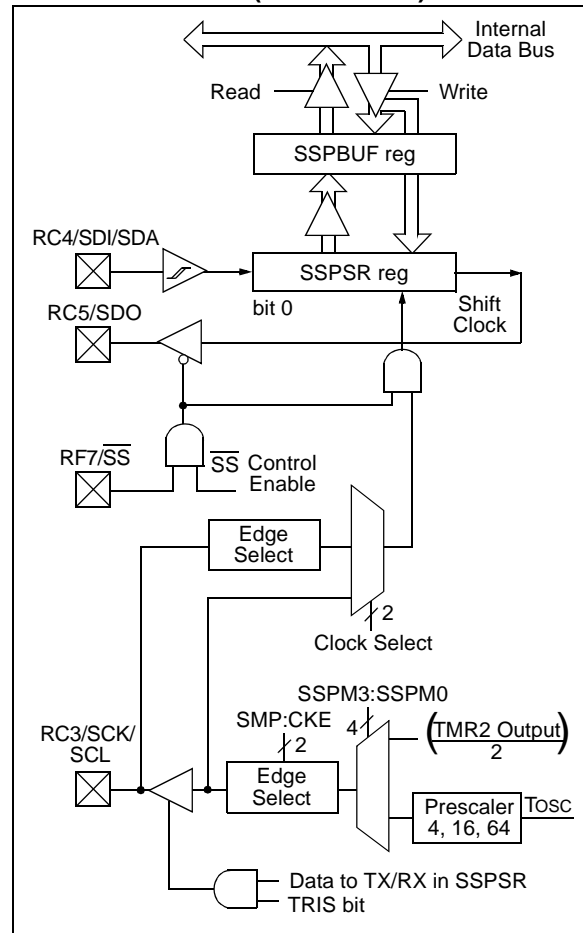 Internal
Data Bus
Read
Write
SSPBUF reg
RC4/SDI/SDA
SSPSR reg
bit 0
Shift
Clock
RC5/SDO
RF7/SS
SS Control
Enable
Edge
Select
2
Clock Select
SSPM3:SSPM0
SMP:CKE
4
(TMR2 Output)
2
2
RC3/SCK/
SCL
Edge
Select
Prescaler
4, 16, 64
TOSC
Data to TX/RX in SSPSR
TRIS bit